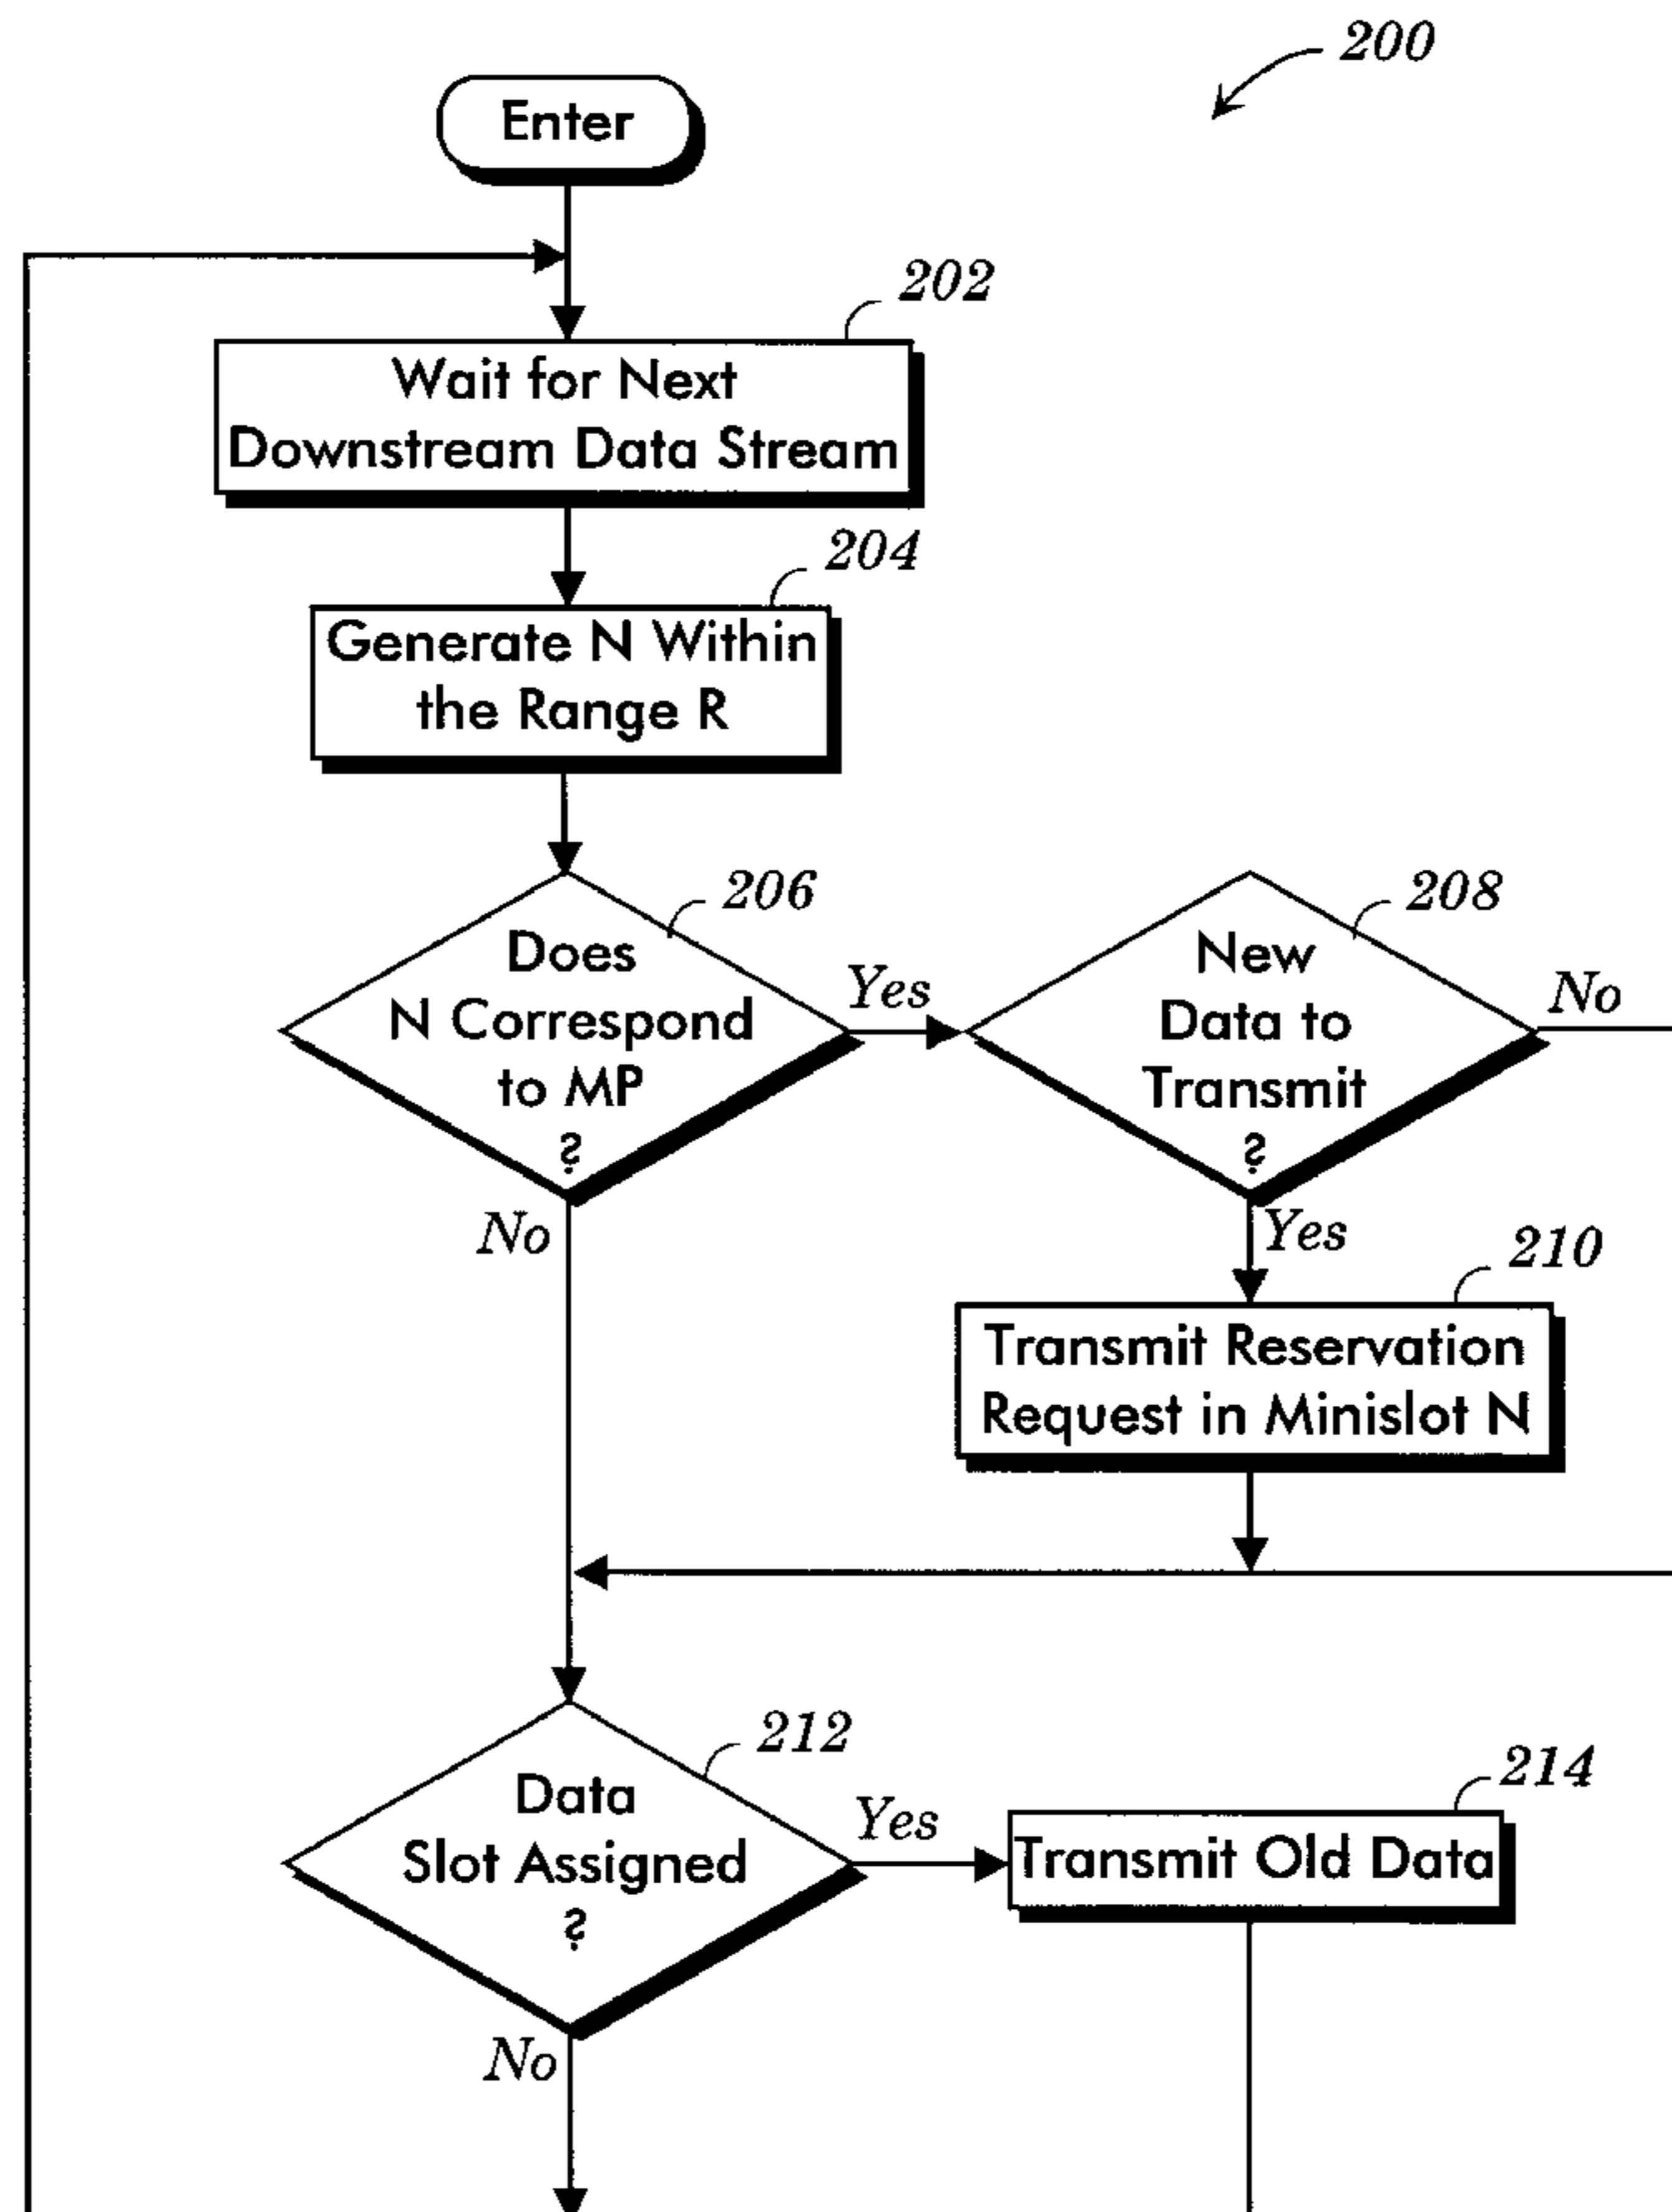 200
Enter
202
Wait for Next
Downstream Data Stream
204
Generate N Within
the Range R
206
Does
N Correspond
to MP
?
Yes
No
208
New
Data to
Transmit
?
No
Yes
210
Transmit Reservation
Request in Minislot N
212
Data
Slot Assigned
?
Yes
No
214
Transmit Old Data